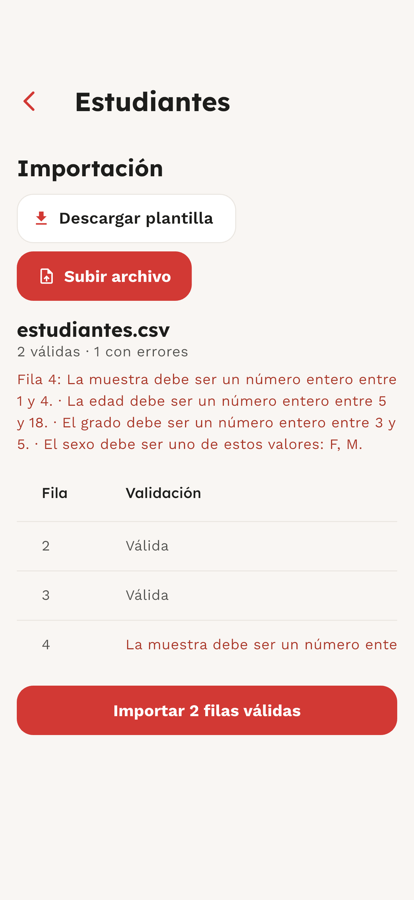 Estudiantes
Importación
Descargar plantilla
Subir archivo
estudiantes.csv
2 válidas · 1 con errores
Fila 4: La muestra debe ser un número entero entre
1 y 4. · La edad debe ser un número entero entre 5
y 18. · El grado debe ser un número entero entre 3 y
5. · El sexo debe ser uno de estos valores: F, M.
Fila Validación
2 Válida
3 Válida
4 La muestra debe ser un número ente
Importar 2 filas válidas